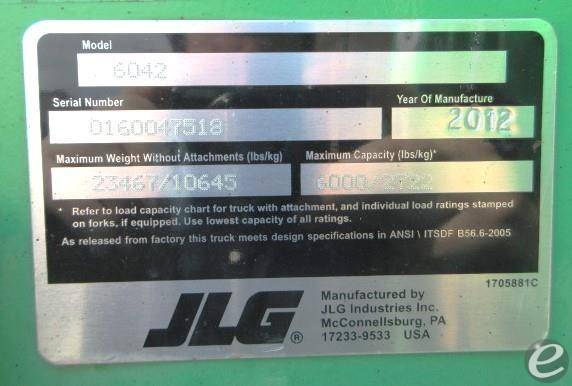 Model
6042
Serial Number
Year Of Manufacture
0160047518
2012
Maximum Weight Without Attachments (lbs/kg)
Maximum Capacity (lbs/kg)*
23467/10645
6000/2722
* Refer to load capacity chart for truck with attachment, and individual load ratings stamped
on forks, if equipped. Use lowest capacity of all ratings.
As released from factory this truck meets design specifications in ANSI \ ITSDF B56.6-2005
1705881C
JLG®
Manufactured by
JLG Industries Inc.
McConnellsburg, PA
17233-9533 USA
e